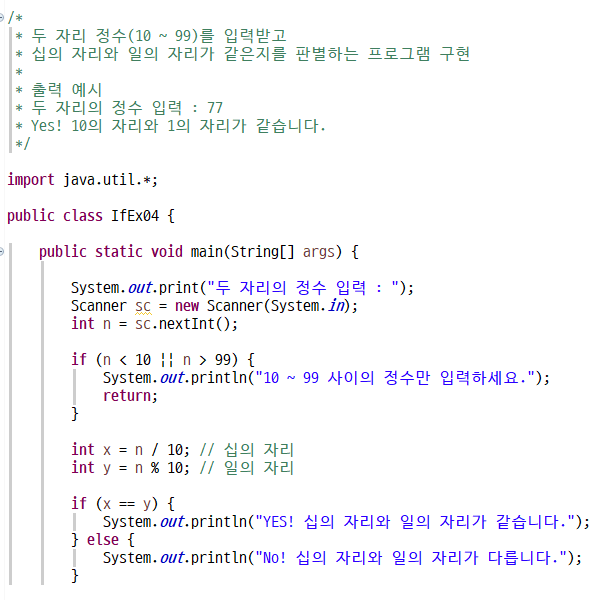 /*
* 두 자리 정수(10 ~ 99)를 입력받고
* 십의 자리와 일의 자리가 같은지를 판별하는 프로그램 구현
*
* 출력 예시
* 두 자리의 정수 입력 : 77
* Yes! 10의 자리와 1의 자리가 같습니다.
*/
import java.util.*;
public class IfEx04 {
public static void main(String[] args) {
System.out.print("두 자리의 정수 입력 : ");
Scanner sc = new Scanner(System.in);
int n = sc.nextInt();
if (n < 10 || n > 99) {
System.out.println("10 ~ 99 사이의 정수만 입력하세요.");
return;
}
int x = n / 10; // 십의 자리
int y = n % 10; // 일의 자리
if (x == y) {
System.out.println("YES! 십의 자리와 일의 자리가 같습니다.");
} else {
System.out.println("No! 십의 자리와 일의 자리가 다릅니다.");
}